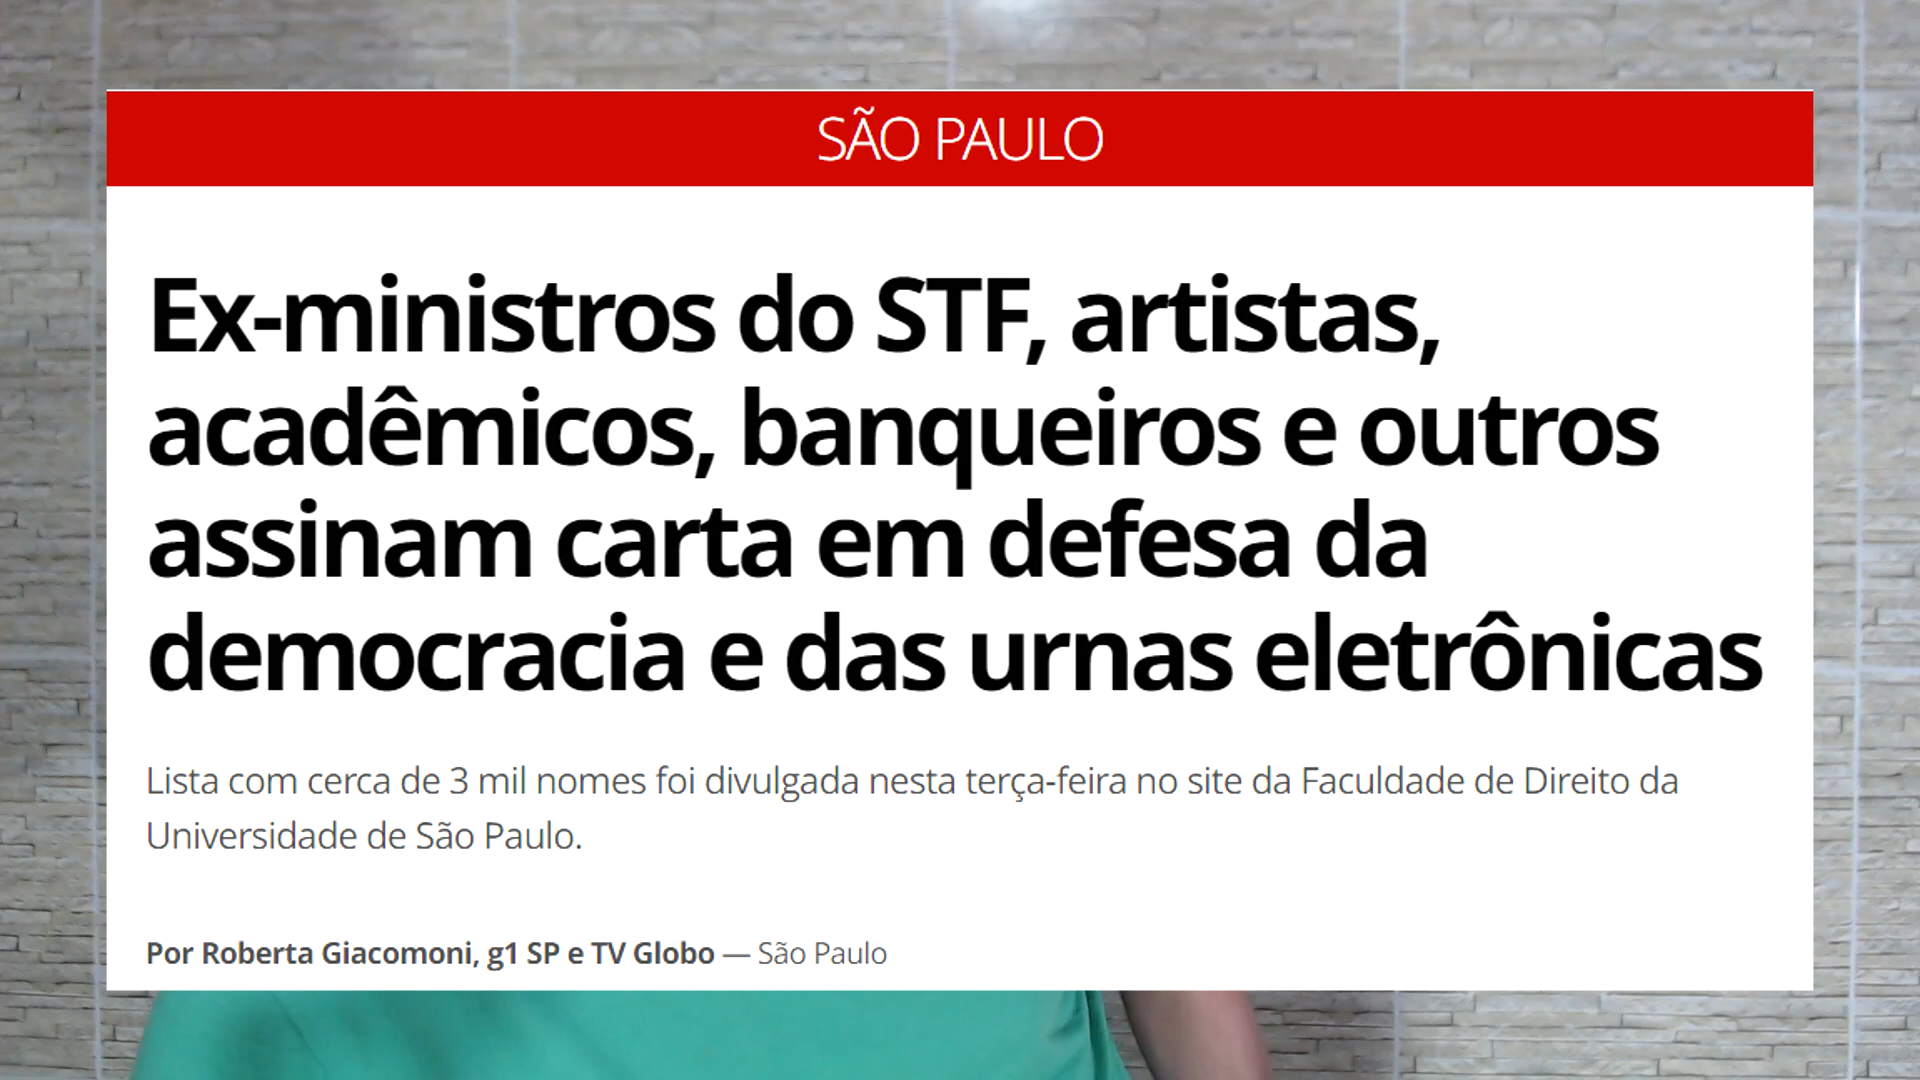 SÃO PAULO
Ex-ministros do STF, artistas,
acadêmicos, banqueiros e outros
assinam carta em defesa da
democracia e das urnas eletrônicas
Lista com cerca de 3 mil nomes foi divulgada nesta terça-feira no site da Faculdade de Direito da
Universidade de São Paulo.
Por Roberta Giacomoni, g1 SP e TV Globo — São Paulo